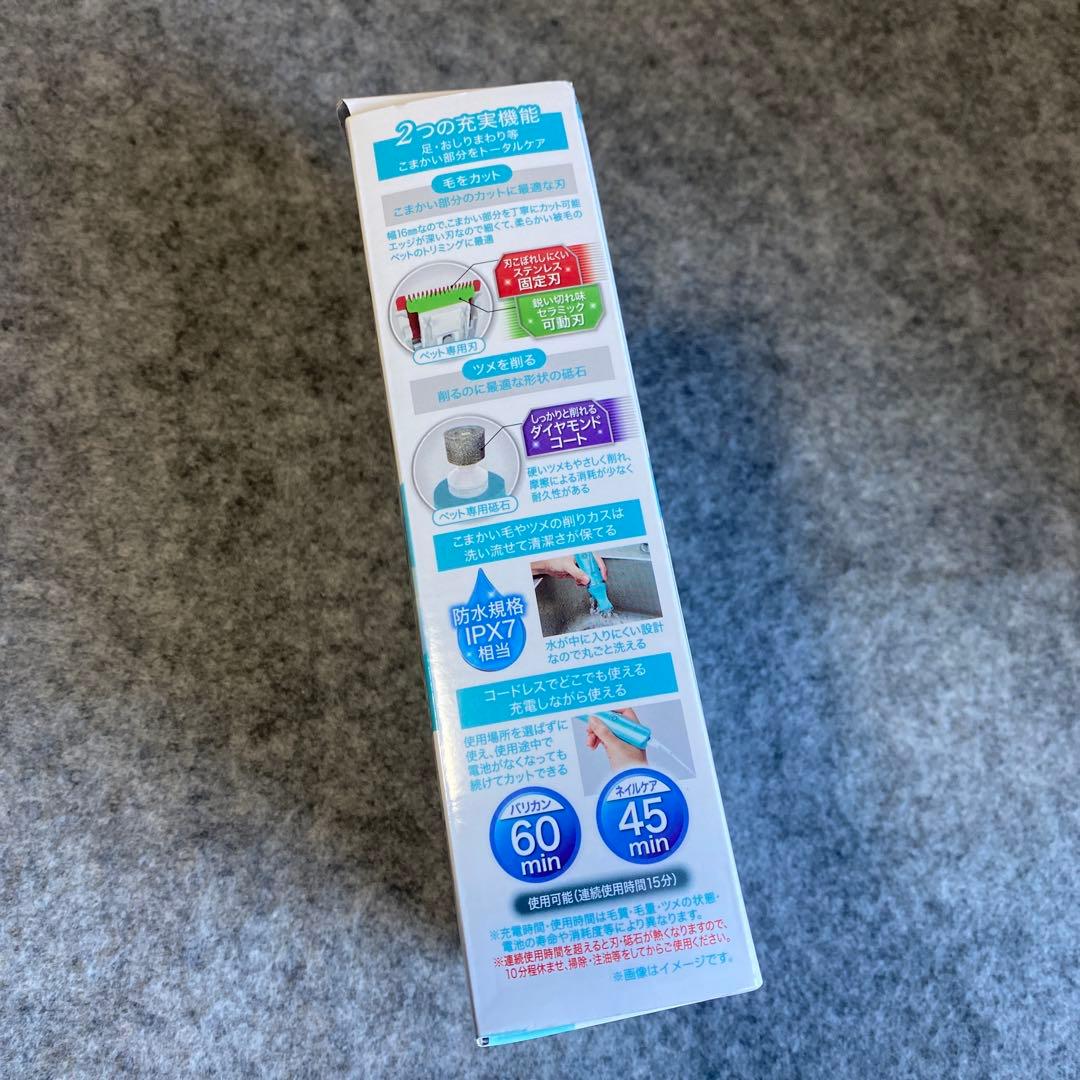 2つの充実機能
足・おしりまわり等
こまかい部分をトータルケア
毛をカット
こまかい部分のカットに最適な刃
幅16mmなので、こまかい部分を丁寧にカット可能
エッジが深い刃なので細くて、柔らかい被毛の
ペットのトリミングに最適
刃こぼれしにくい
ステンレス
固定刃
鋭い切れ味
セラミック
可動刃
ペット専用刃
ツメを削る
削るのに最適な形状の砥石
しっかりと削れる
ダイヤモンド
コート
ペット専用砥石
硬いツメもやさしく削れ、
摩擦による消耗が少なく
耐久性がある
こまかい毛やツメの削りカスは
洗い流せて清潔さが保てる
防水規格
IPX7
相当
水が中に入りにくい設計
なので丸ごと洗える
コードレスでどこでも使える
充電しながら使える
使用場所を選ばずに
使え、使用途中で
電池がなくなっても
続けてカットできる
バリカン
60
min
ネイルケア
45
min
使用可能(連続使用時間15分)
※充電時間・使用時間は毛質・毛量・ツメの状態・
電池の寿命や消耗度等により異なります。
※連続使用時間を超えると刃・砥石が熱くなりますので、
10分程休ませ、掃除・注油等をしてからご使用ください。
※画像はイメージです。